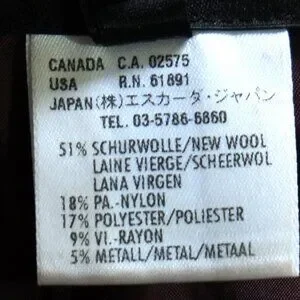 CANADA C.A. 02575
USA R.N. 61891
JAPAN(株)エスカーダ・ジャパン
TEL. 03-5786-6860
51% SCHURWOLLE/NEW WOOL
LAINE VIERGE/SCHEERWOL
LANA VIRGEN
18% PA.-NYLON
17% POLYESTER/POLIESTER
9% VI.-RAYON
5% METALL/METAL/METAAL